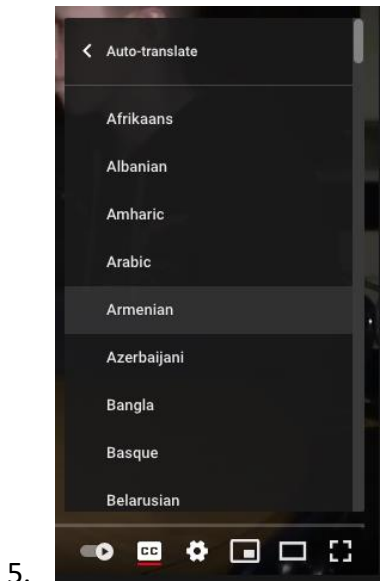 Auto-translate
Afrikaans
Albanian
Amharic
Arabic
Armenian
Azerbaijani
Bangla
Basque
Belarusian
CC
5.